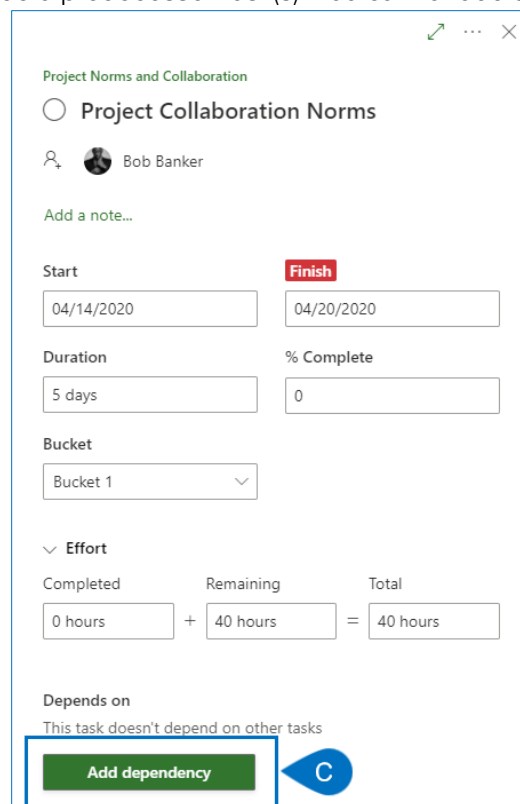 Project Norms and Collaboration
Project Collaboration Norms
Bob Banker
Add a note...
Start Finish
04/14/2020 04/20/2020
Duration % Complete
5 days 0
Bucket
Bucket 1
Effort
Completed Remaining Total
0 hours + 40 hours = 40 hours
Depends on
This task doesn't depend on other tasks
Add dependency C